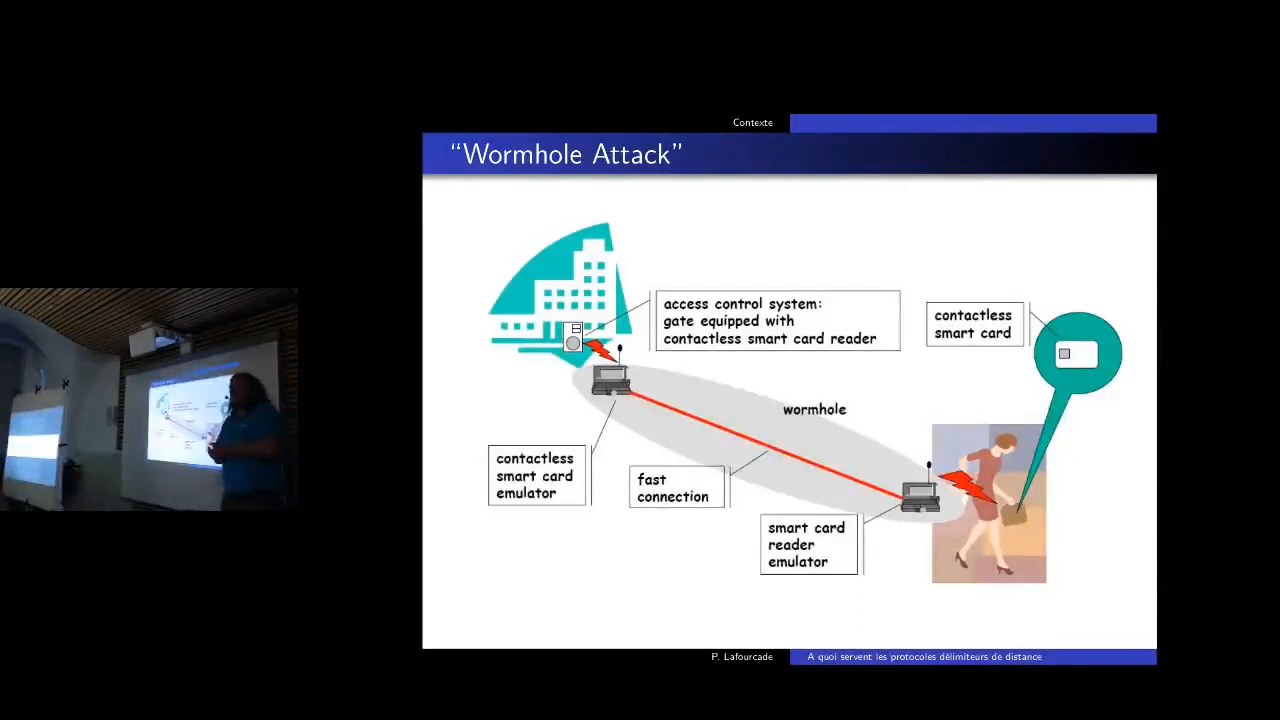 Contexte
“Wormhole Attack”
access control system:
gate equipped with
contactless smart card reader
contactless
smart card
wormhole
contactless
smart card
emulator
fast
connection
smart card
reader
emulator
P. Lafourcade
A quoi servent les protocoles délimiteurs de distance